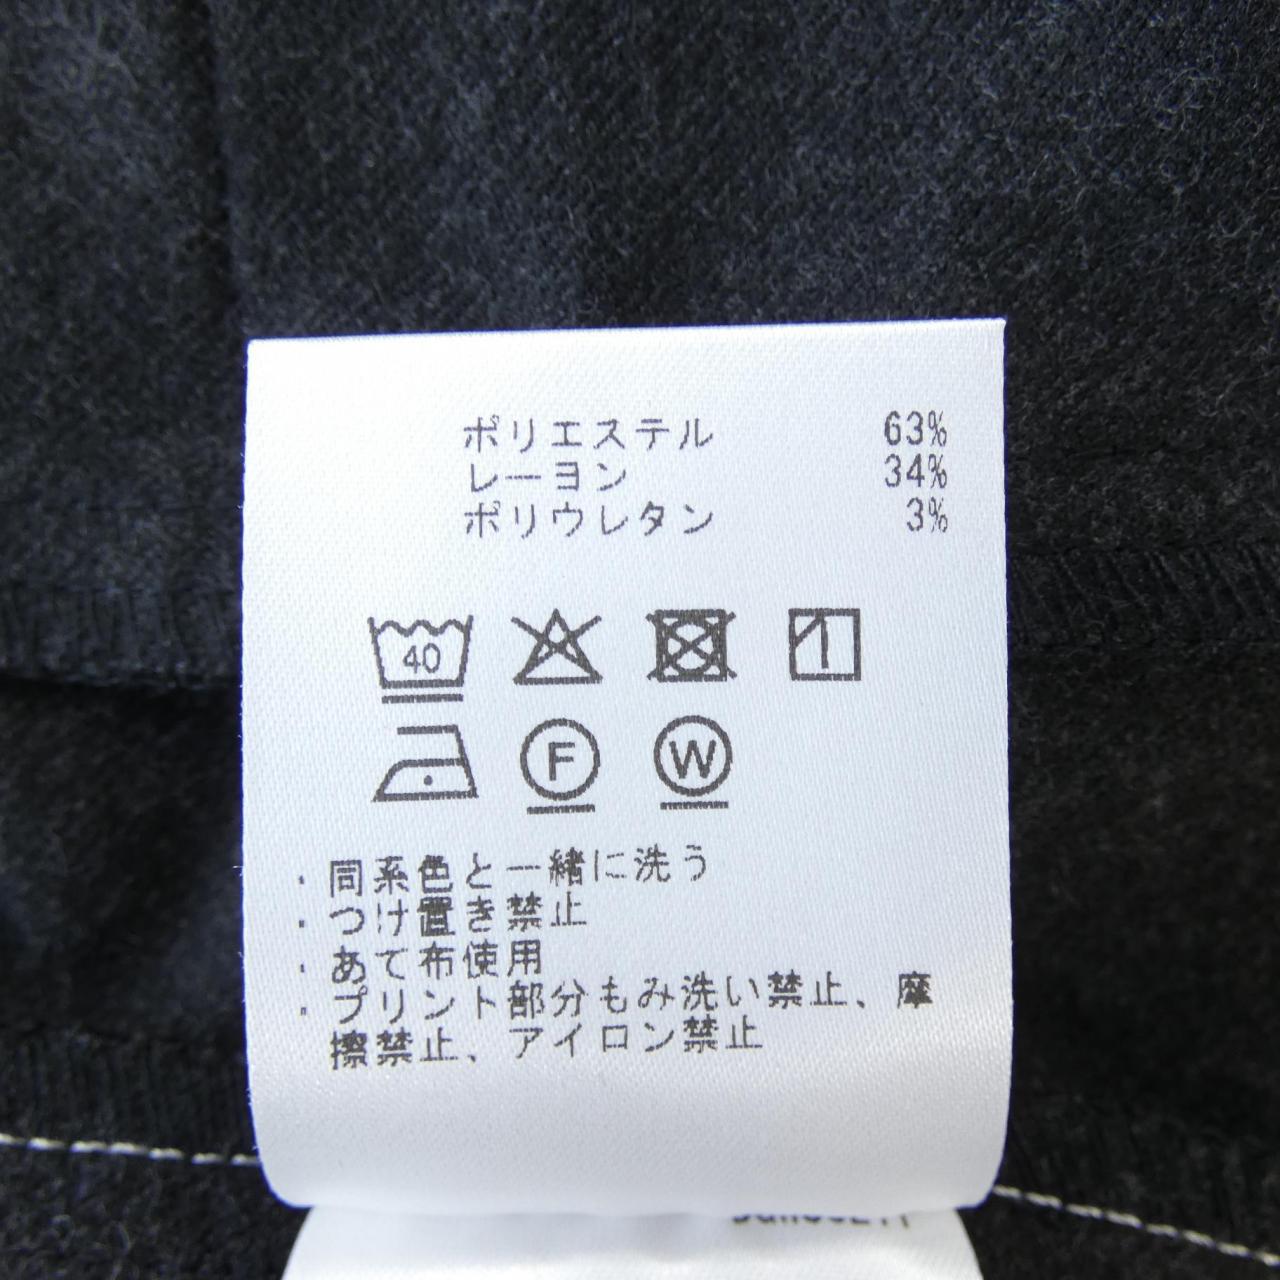 ポリエステル 63%
レーヨン 34%
ポリウレタン 3%
40
F W
・同系色と一緒に洗う
・つけ置き禁止
・あて布使用
・プリント部分もみ洗い禁止、摩
擦禁止、アイロン禁止